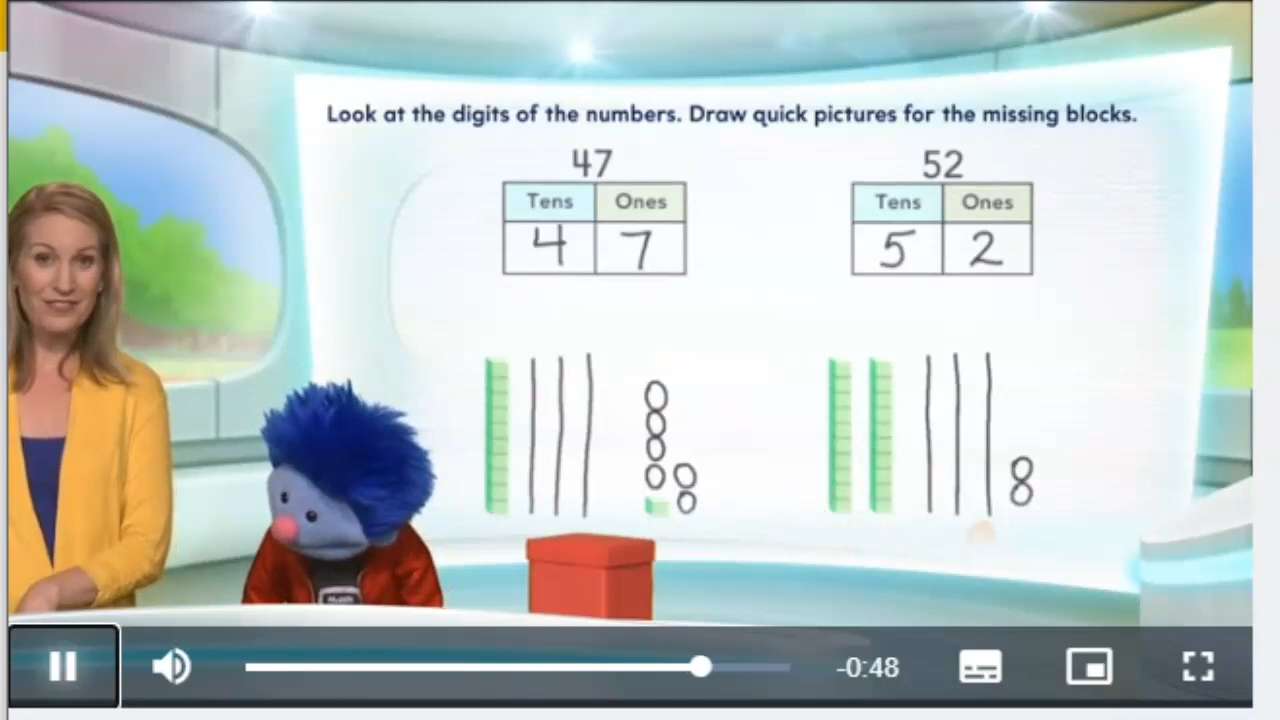 Look at the digits of the numbers. Draw quick pictures for the missing blocks.
47
52
Tens Ones
Tens Ones
4 7
5 2
-0:48